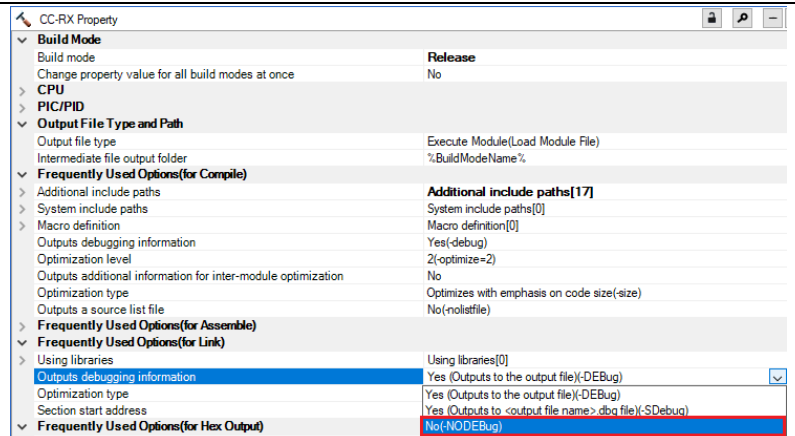 CC-RX Property
Build Mode
Build mode Release
Change property value for all build modes at once No
CPU
PIC/PID
Output File Type and Path
Output file type Execute Module(Load Module File)
Intermediate file output folder %BuildModeName%
Frequently Used Options(for Compile)
Additional include paths Additional include paths[17]
System include paths System include paths[0]
Macro definition Macro definition[0]
Outputs debugging information Yes(-debug)
Optimization level 2(-optimize=2)
Outputs additional information for inter-module optimization No
Optimization type Optimizes with emphasis on code size(-size)
Outputs a source list file No(-nolistfile)
Frequently Used Options(for Assemble)
Frequently Used Options(for Link)
Using libraries Using libraries[0]
Outputs debugging information Yes (Outputs to the output file)(-DEBug)
Optimization type Yes (Outputs to the output file)(-DEBug)
Section start address Yes (Outputs to <output file name>.dbg file)(-SDebug)
Frequently Used Options(for Hex Output) No(-NODEBug)